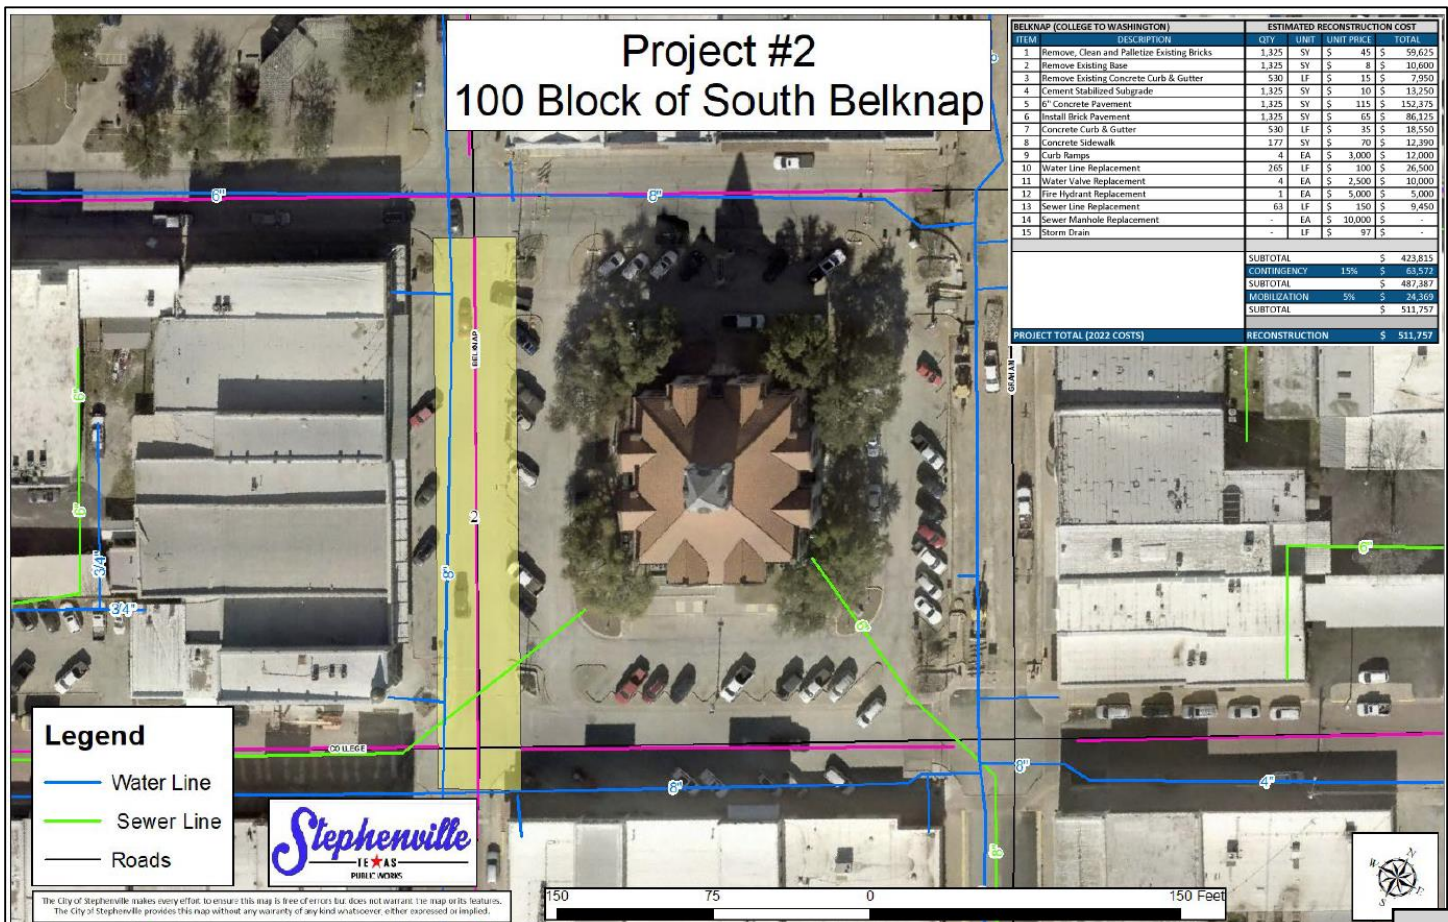 Project #2
100 Block of South Belknap
BELKNAP (COLLEGE TO WASHINGTON) ESTIMATED RECONSTRUCTION COST
ITEM DESCRIPTION QTY UNIT UNIT PRICE TOTAL
1 Remove, Clean and Palletize Existing Bricks 1,325 SY $ 45 $ 59,625
2 Remove Existing Base 1,325 SY $ 8 $ 10,600
3 Remove Existing Concrete Curb & Gutter 530 LF $ 15 $ 7,950
4 Cement Stabilized Subgrade 1,325 SY $ 10 $ 13,250
5 6" Concrete Pavement 1,325 SY $ 115 $ 152,375
6 Install Brick Pavement 1,325 SY $ 65 $ 86,125
7 Concrete Curb & Gutter 530 LF $ 35 $ 18,550
8 Concrete Sidewalk 177 SY $ 70 $ 12,390
9 Curb Ramps 4 EA $ 3,000 $ 12,000
10 Water Line Replacement 265 LF $ 100 $ 26,500
11 Water Valve Replacement 4 EA $ 2,500 $ 10,000
12 Fire Hydrant Replacement 1 EA $ 5,000 $ 5,000
13 Sewer Line Replacement 63 LF $ 150 $ 9,450
14 Sewer Manhole Replacement - EA $ 10,000 $ -
15 Storm Drain - LF $ 97 $ -
SUBTOTAL $ 423,815
CONTINGENCY 15% $ 63,572
SUBTOTAL $ 487,387
MOBILIZATION 5% $ 24,369
SUBTOTAL $ 511,757
PROJECT TOTAL (2022 COSTS) RECONSTRUCTION $ 511,757
6"
8"
BELKNAP
GRAHAM
2
8"
3/4"
3/4"
6"
COLLEGE
8"
8"
4"
Legend
Water Line
Sewer Line
Roads
Stephenville
TEXAS
PUBLIC WORKS
N
W
E
S
150 75 0 150 Feet
The City of Stephenville makes every effort to ensure this map is free of errors but does not warrant the map or its features.
The City of Stephenville provides this map without any warranty of any kind whatsoever, either expressed or implied.